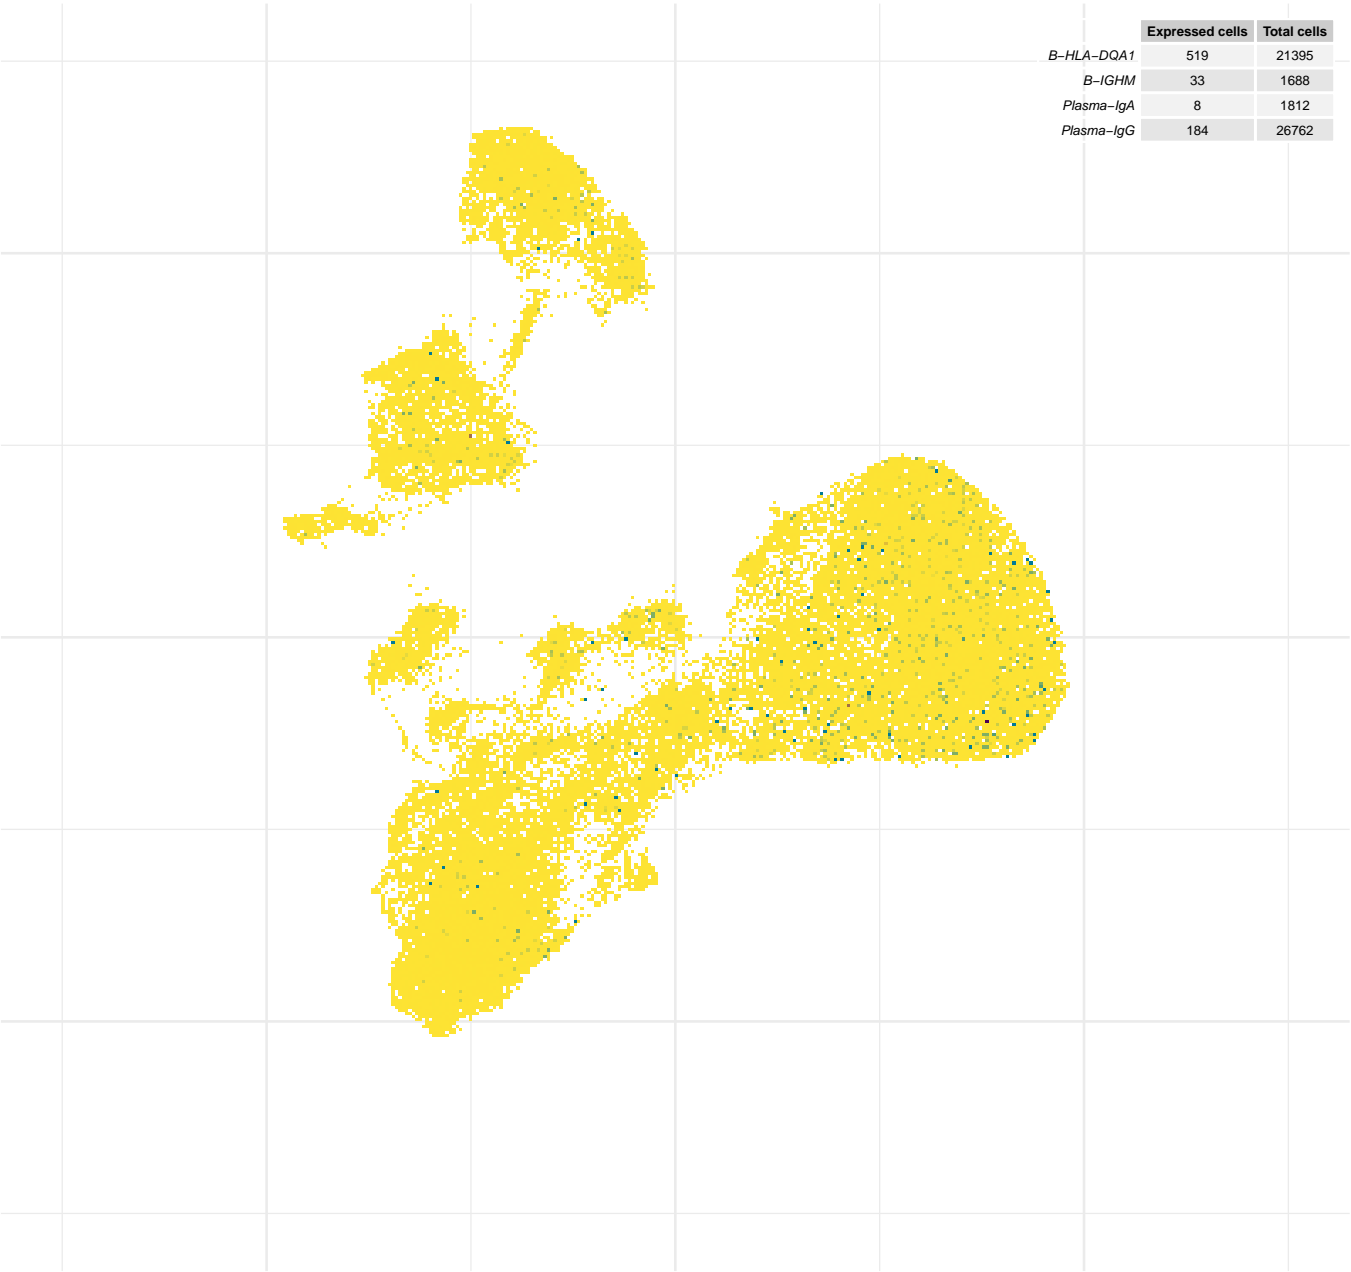 Expressed cells Total cells
B−HLA−DQA1 519 21395
B−IGHM 33 1688
Plasma−IgA 8 1812
Plasma−IgG 184 26762